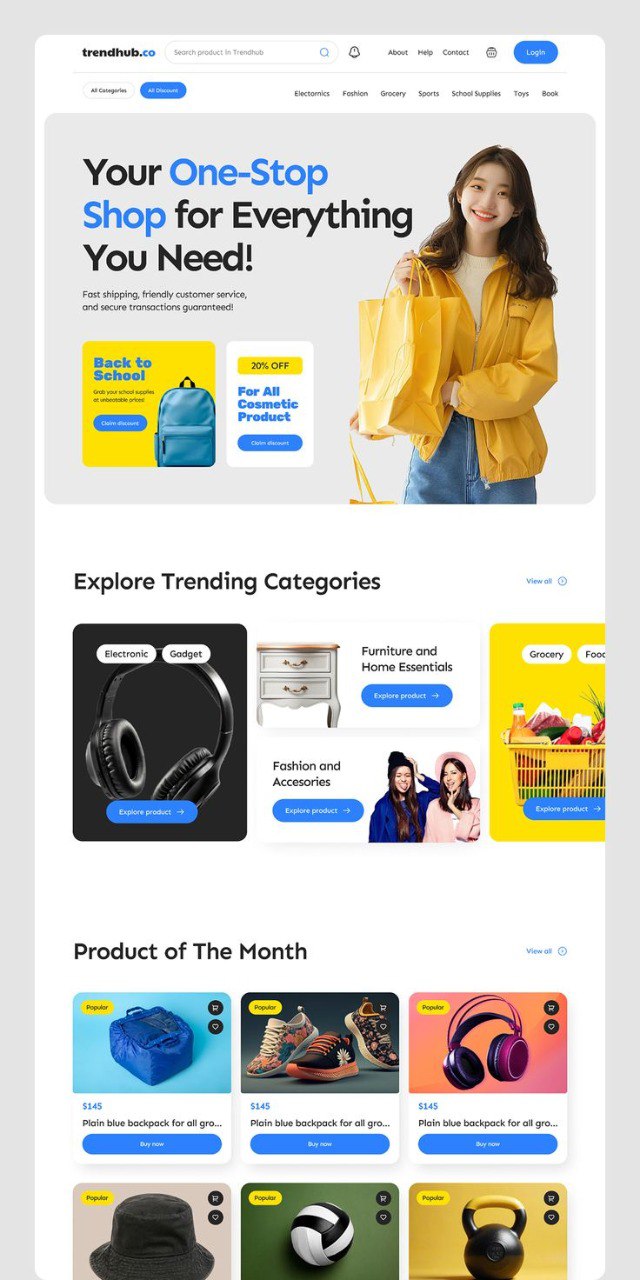 trendhub.co
Search product in Trendhub
About Help Contact
Login
All Categories All Discount
Electornics Fashion Grocery Sports School Supplies Toys Book
Your One-Stop
Shop for Everything
You Need!
Fast shipping, friendly customer service,
and secure transactions guaranteed!
Back to
School
Grab your school supplies
at unbeatable prices!
Claim discount
20% OFF
For All
Cosmetic
Product
Claim discount
Explore Trending Categories
View all
Electronic Gadget
Explore product
Furniture and
Home Essentials
Explore product
Fashion and
Accesories
Explore product
Grocery Food
Explore product
Product of The Month
View all
Popular
$145
Plain blue backpack for all gro...
Buy now
Popular
$145
Plain blue backpack for all gro...
Buy now
Popular
$145
Plain blue backpack for all gro...
Buy now
Popular
Popular
Popular